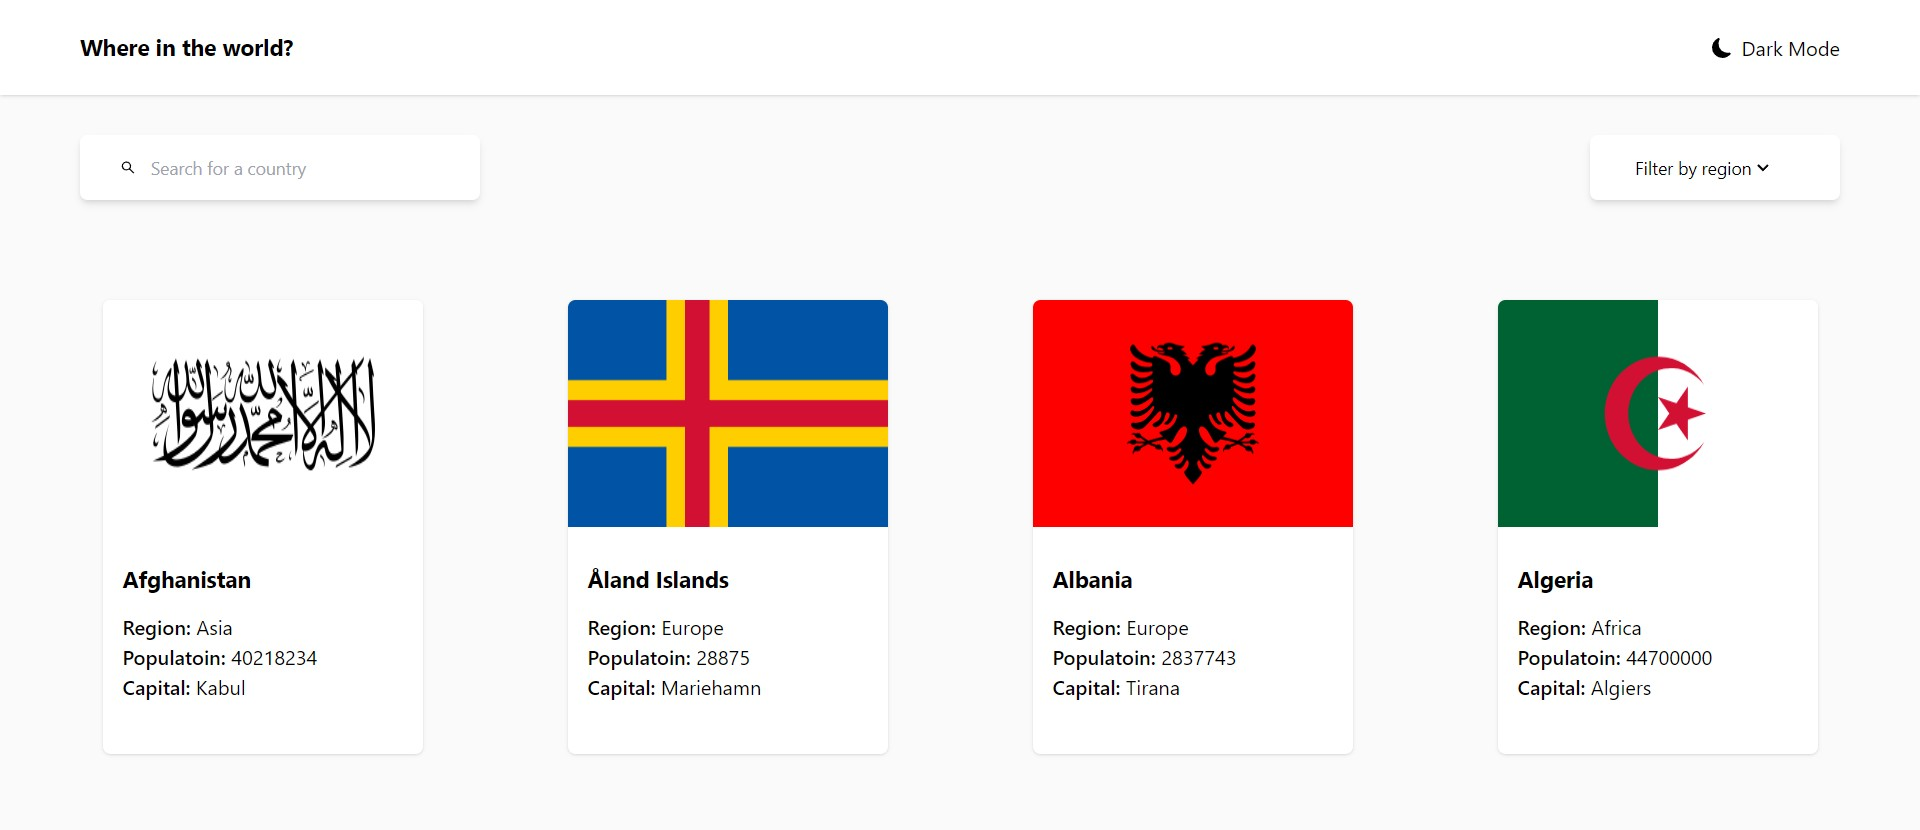 Where in the world?
Dark Mode
Search for a country
Filter by region
لا إله إلا الله محمد رسول الله
Afghanistan
Region: Asia
Populatoin: 40218234
Capital: Kabul
Åland Islands
Region: Europe
Populatoin: 28875
Capital: Mariehamn
Albania
Region: Europe
Populatoin: 2837743
Capital: Tirana
Algeria
Region: Africa
Populatoin: 44700000
Capital: Algiers